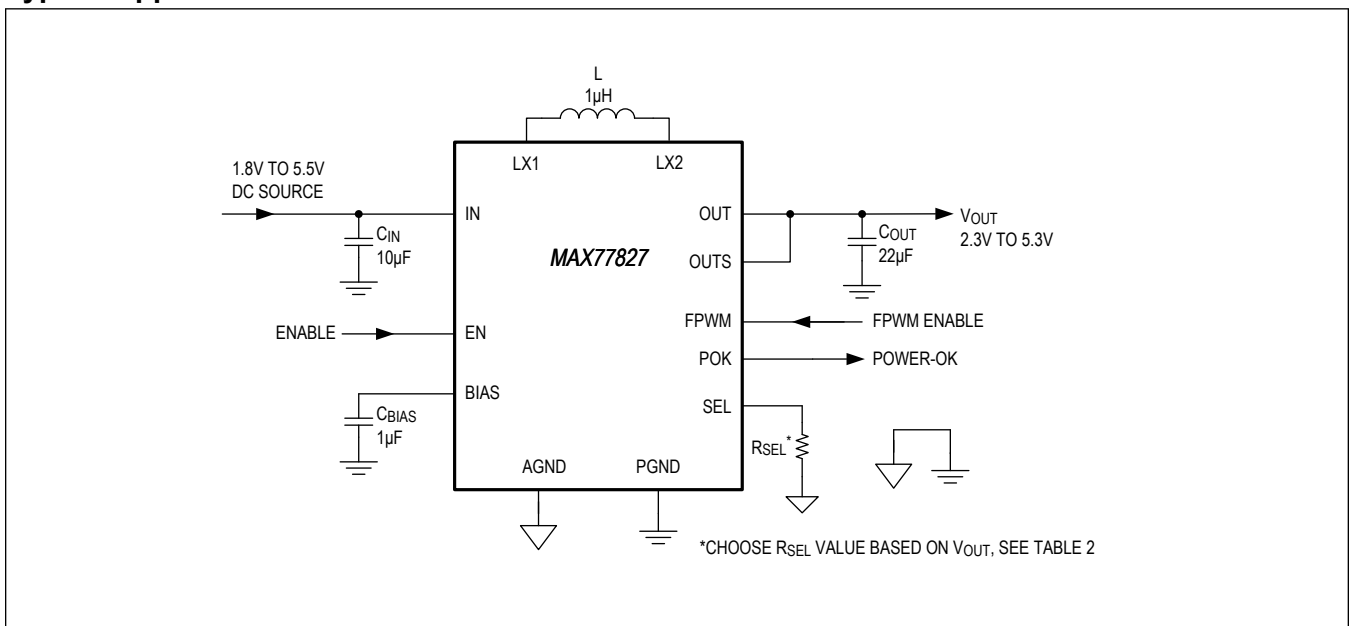 L
1µH
LX1
LX2
1.8V TO 5.5V
DC SOURCE
IN
OUT
VOUT
2.3V TO 5.3V
CIN
10µF
COUT
22µF
MAX77827
OUTS
FPWM
FPWM ENABLE
ENABLE
EN
POK
POWER-OK
BIAS
SEL
CBIAS
1µF
RSEL*
AGND
PGND
*CHOOSE RSEL VALUE BASED ON VOUT, SEE TABLE 2